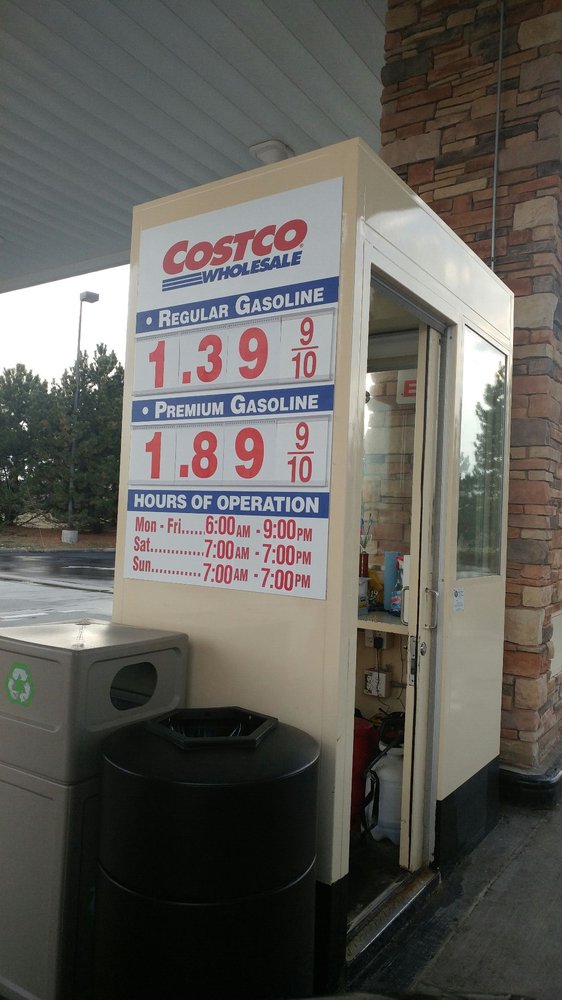 COSTCO
WHOLESALE
• REGULAR GASOLINE
1.39 9/10
• PREMIUM GASOLINE
1.89 9/10
HOURS OF OPERATION
Mon - Fri.....6:00AM - 9:00PM
Sat.............7:00AM - 7:00PM
Sun............7:00AM - 7:00PM
E